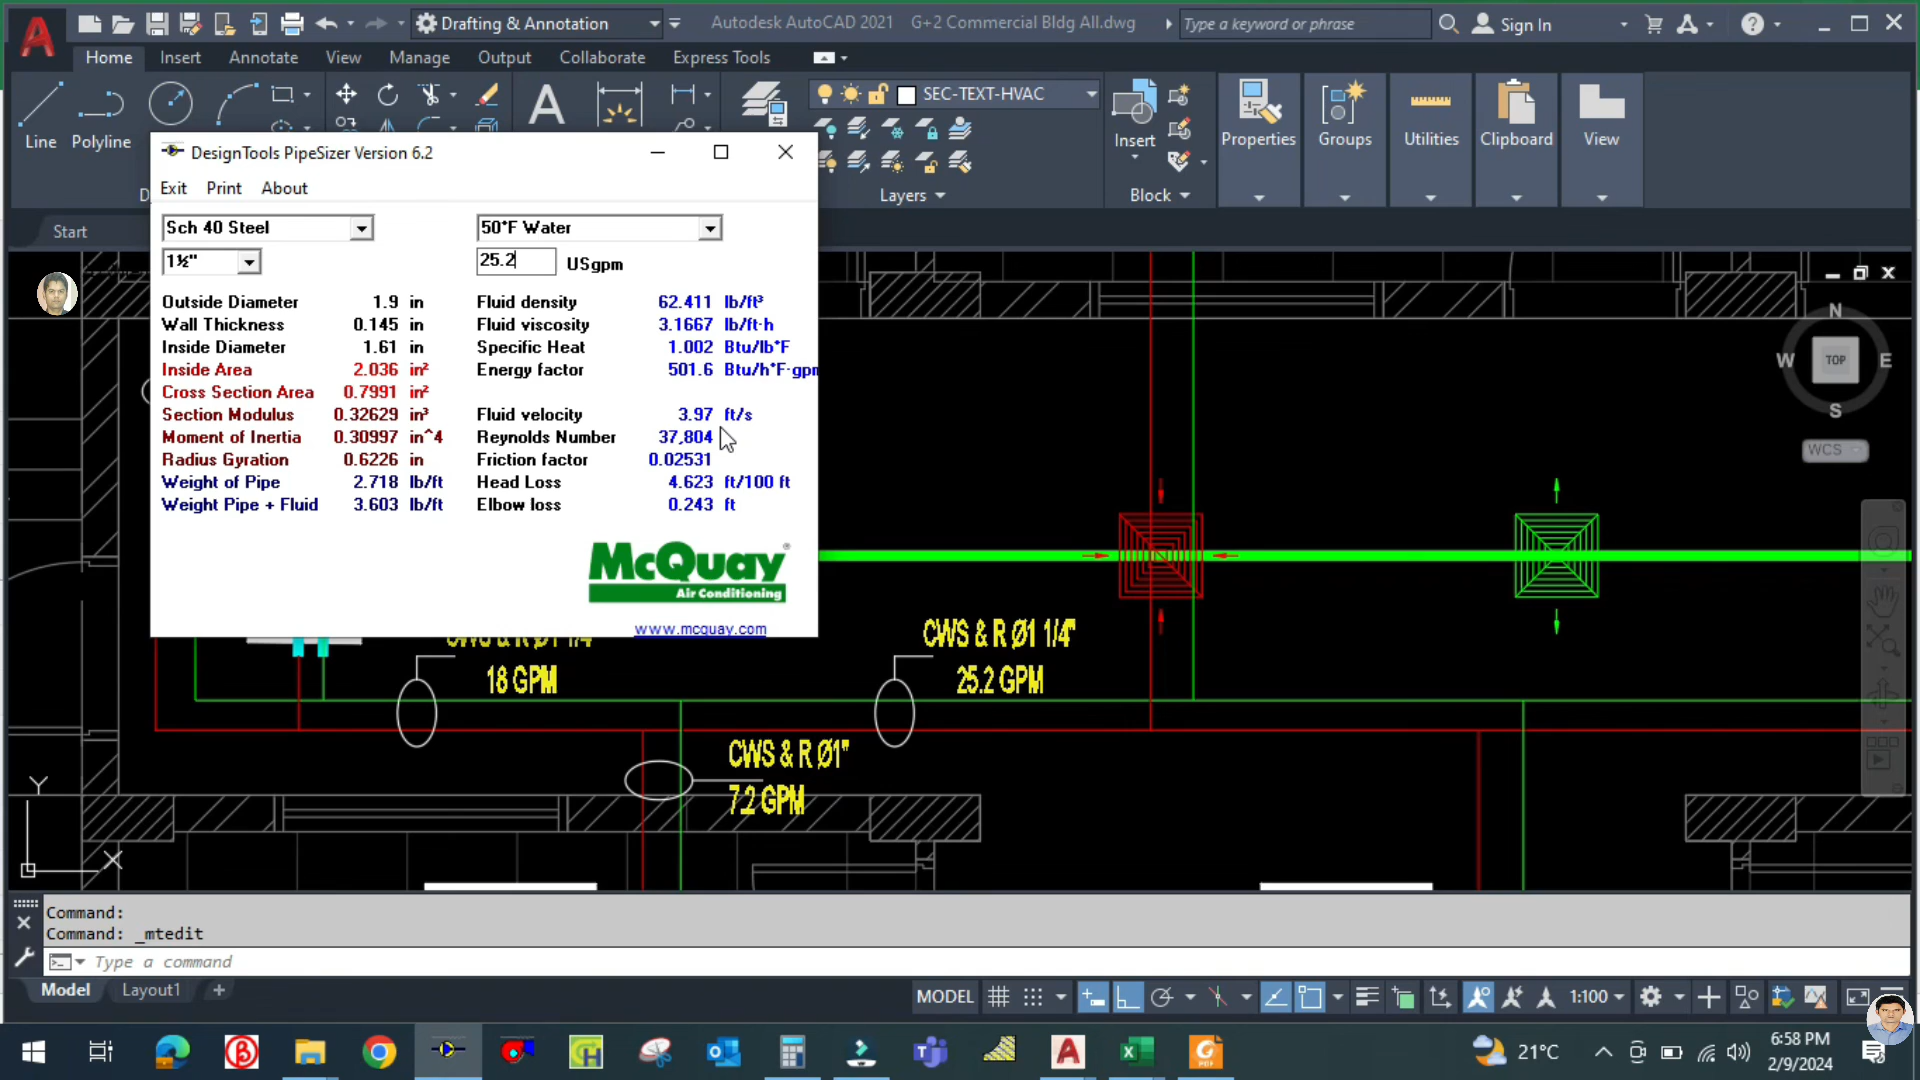 Drafting & Annotation
Autodesk AutoCAD 2021 G+2 Commercial Bldg All.dwg
Type a keyword or phrase
Sign In
Home Insert Annotate View Manage Output Collaborate Express Tools
SEC-TEXT-HVAC
Line Polyline
Insert
Properties Groups Utilities Clipboard View
Layers
Block
Start
DesignTools PipeSizer Version 6.2
Exit Print About
Sch 40 Steel
50°F Water
1½"
25.2 USgpm
Outside Diameter 1.9 in
Wall Thickness 0.145 in
Inside Diameter 1.61 in
Inside Area 2.036 in²
Cross Section Area 0.7991 in²
Section Modulus 0.32629 in³
Moment of Inertia 0.30997 in^4
Radius Gyration 0.6226 in
Weight of Pipe 2.718 lb/ft
Weight Pipe + Fluid 3.603 lb/ft
Fluid density 62.411 lb/ft³
Fluid viscosity 3.1667 lb/ft·h
Specific Heat 1.002 Btu/lb°F
Energy factor 501.6 Btu/h°F·gpm
Fluid velocity 3.97 ft/s
Reynolds Number 37,804
Friction factor 0.02531
Head Loss 4.623 ft/100 ft
Elbow loss 0.243 ft
McQuay®
Air Conditioning
www.mcquay.com
N
W TOP E
S
WCS
CWS & R Ø1 1/4"
18 GPM
CWS & R Ø1 1/4"
25.2 GPM
CWS & R Ø1"
7.2 GPM
Y
X
Command:
Command: _mtedit
Type a command
Model Layout1 +
MODEL
1:100
21°C
6:58 PM
2/9/2024